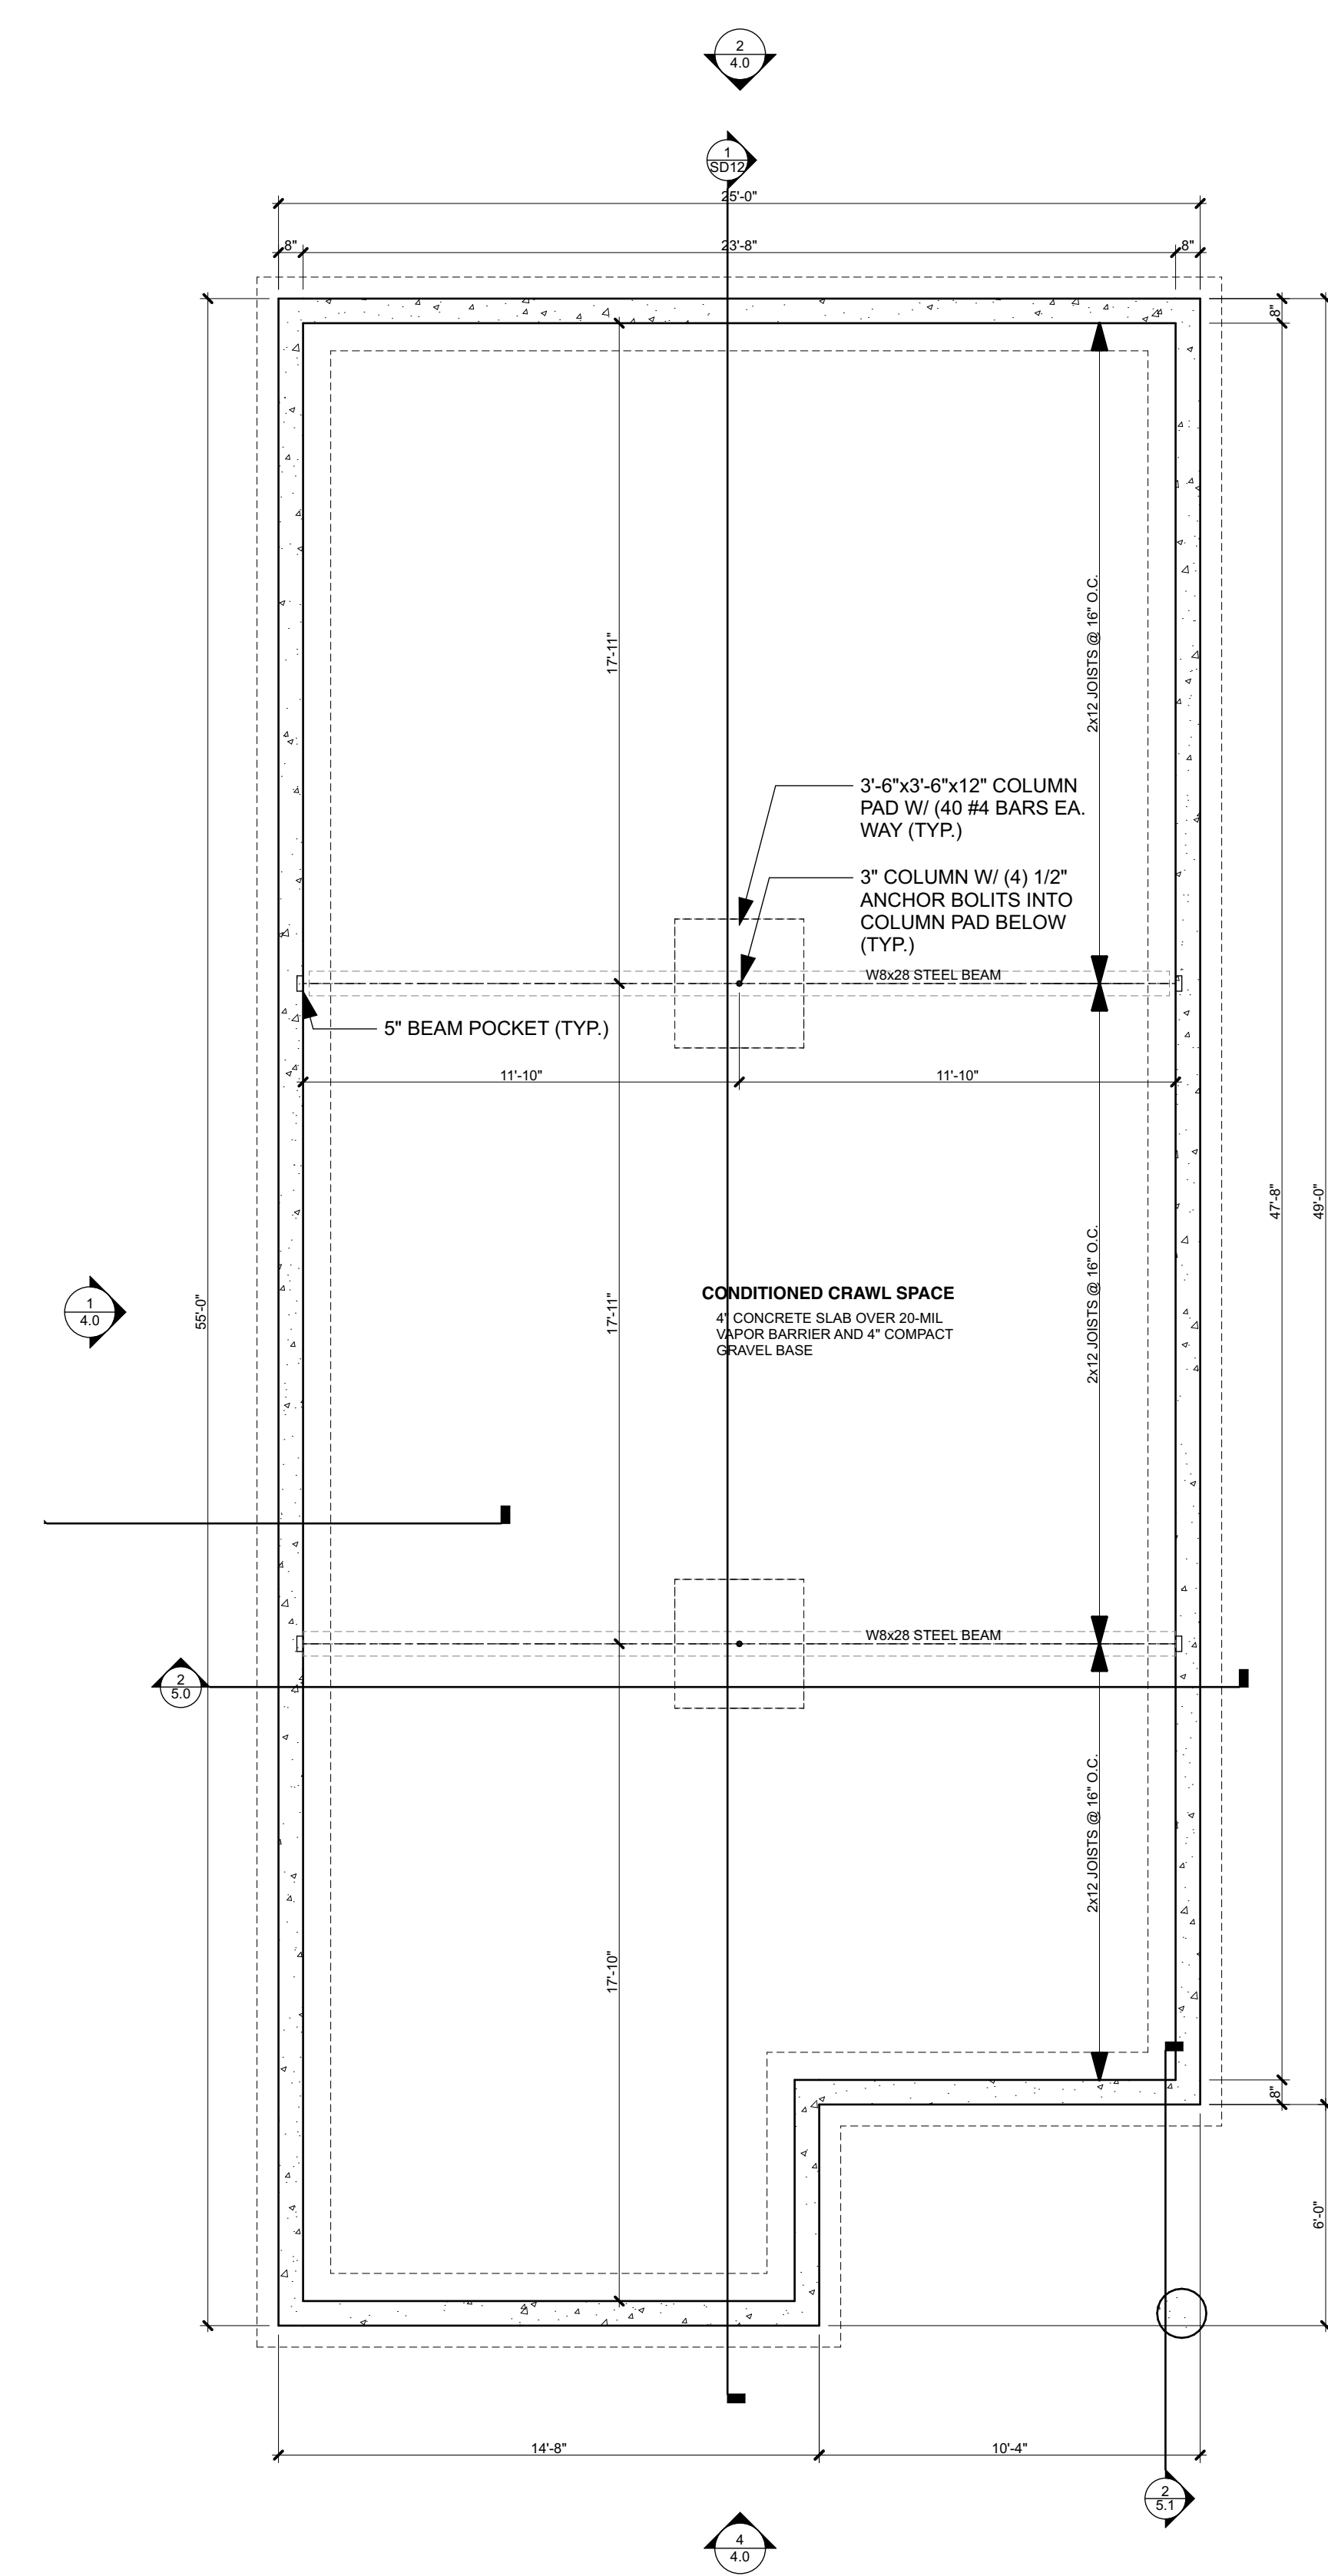 2
4.0
1
SD12
25'-0"
8"
23'-8"
8"
8"
17'-11"
2x12 JOISTS @ 16" O.C.
3'-6"x3'-6"x12" COLUMN
PAD W/ (40 #4 BARS EA.
WAY (TYP.)
3" COLUMN W/ (4) 1/2"
ANCHOR BOLITS INTO
COLUMN PAD BELOW
(TYP.)
W8x28 STEEL BEAM
5" BEAM POCKET (TYP.)
11'-10"
11'-10"
47'-8"
49'-0"
55'-0"
1
4.0
17'-11"
2x12 JOISTS @ 16" O.C.
CONDITIONED CRAWL SPACE
4" CONCRETE SLAB OVER 20-MIL
VAPOR BARRIER AND 4" COMPACT
GRAVEL BASE
W8x28 STEEL BEAM
2
5.0
2x12 JOISTS @ 16" O.C.
17'-10"
8"
6'-0"
14'-8"
10'-4"
2
5.1
4
4.0